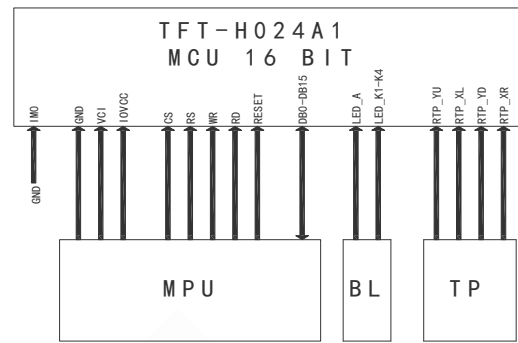 TFT-H024A1
MCU 16 BIT
IM0
GND
VCI
IOVCC
CS
RS
WR
RD
RESET
DB0-DB15
LED_A
LED_K1-K4
RTP_YU
RTP_XL
RTP_YD
RTP_XR
GND
MPU
BL
TP